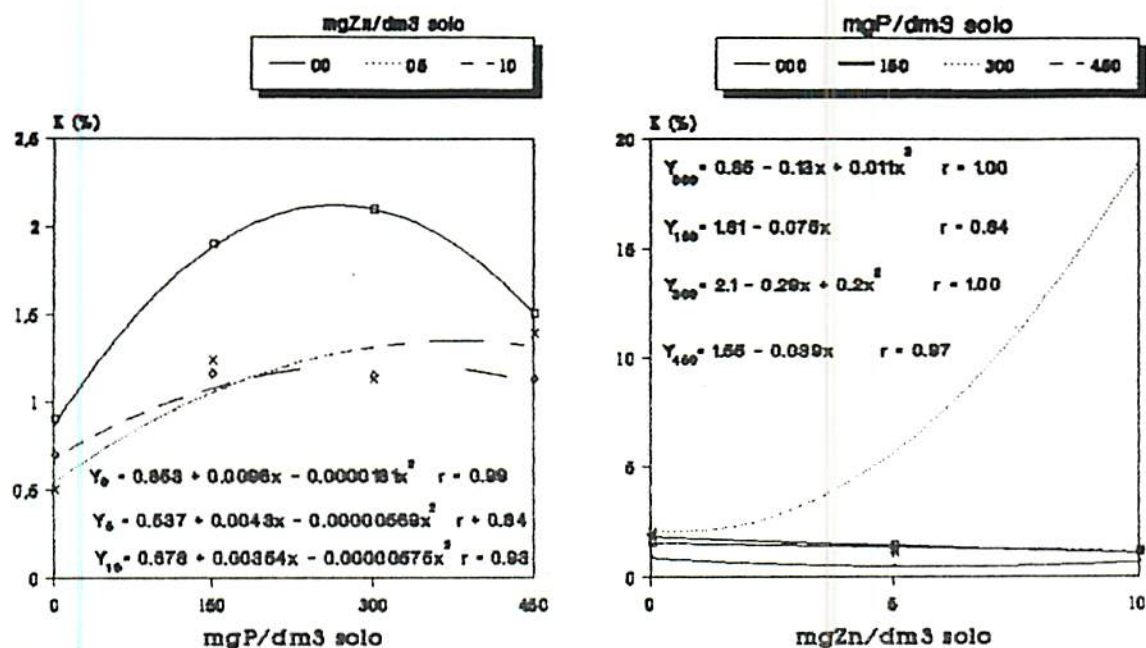 mgZn/dm3 solo
00 05 10
K (%)
2,5
2
1.5
1
0,5
0
Y0 = 0.853 + 0.0096x - 0.0000181x² r = 0.99
Y5 = 0.537 + 0.0043x - 0.00000569x² r + 0.84
Y10 = 0.678 + 0.00354x - 0.00000575x² r = 0.93
0 150 300 450
mgP/dm3 solo
mgP/dm3 solo
000 150 300 450
K (%)
20
15
10
5
0
Y000 = 0.85 - 0.13x + 0.011x² r = 1.00
Y150 = 1.81 - 0.075x r = 0.84
Y300 = 2.1 - 0.29x + 0.2x² r = 1.00
Y450 = 1.55 - 0.039x r = 0.97
0 5 10
mgZn/dm3 solo